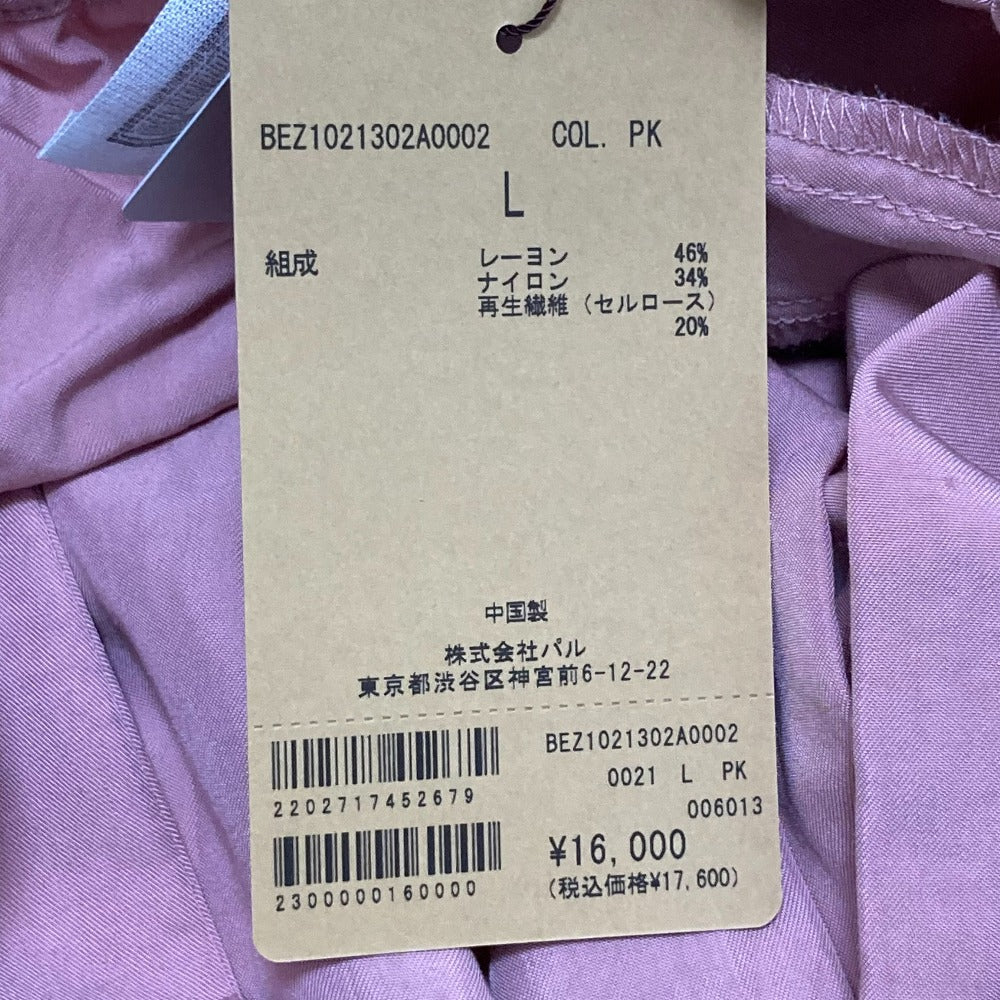 BEZ1021302A0002 COL. PK
L
組成 レーヨン 46%
ナイロン 34%
再生繊維（セルロース）
20%
中国製
株式会社パル
東京都渋谷区神宮前6-12-22
BEZ1021302A0002
0021 L PK
2202717452679
006013
¥16,000
(税込価格¥17,600)
2300000160000